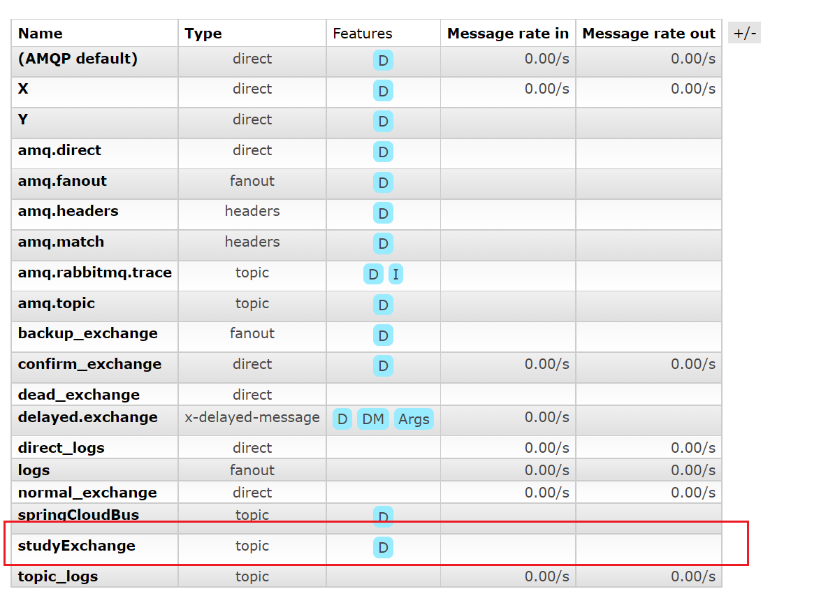 Name Type Features Message rate in Message rate out +/-
(AMQP default) direct D 0.00/s 0.00/s
X direct D 0.00/s 0.00/s
Y direct D
amq.direct direct D
amq.fanout fanout D
amq.headers headers D
amq.match headers D
amq.rabbitmq.trace topic D I
amq.topic topic D
backup_exchange fanout D
confirm_exchange direct D 0.00/s 0.00/s
dead_exchange direct
delayed.exchange x-delayed-message D DM Args 0.00/s
direct_logs direct 0.00/s 0.00/s
logs fanout 0.00/s 0.00/s
normal_exchange direct 0.00/s 0.00/s
springCloudBus topic D
studyExchange topic D
topic_logs topic 0.00/s 0.00/s